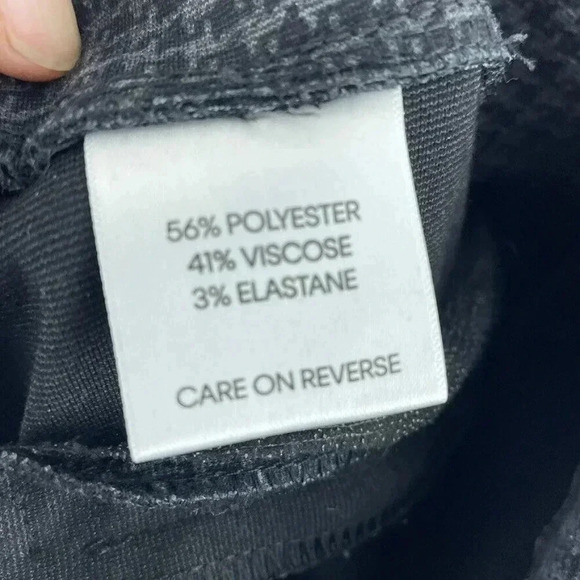 56% POLYESTER
41% VISCOSE
3% ELASTANE
CARE ON REVERSE